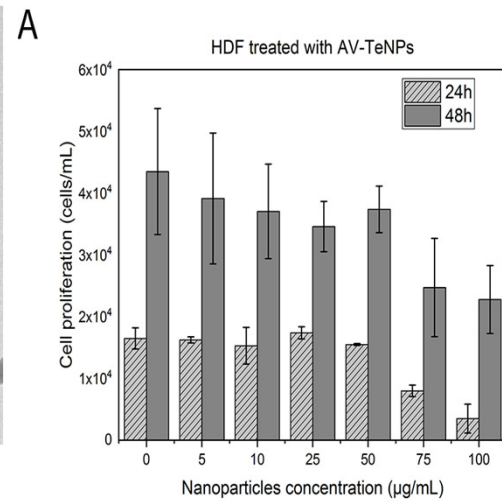 A
HDF treated with AV-TeNPs
24h
48h
Cell proliferation (cells/mL)
6x10⁴
5x10⁴
4x10⁴
3x10⁴
2x10⁴
1x10⁴
0
0 5 10 25 50 75 100
Nanoparticles concentration (µg/mL)